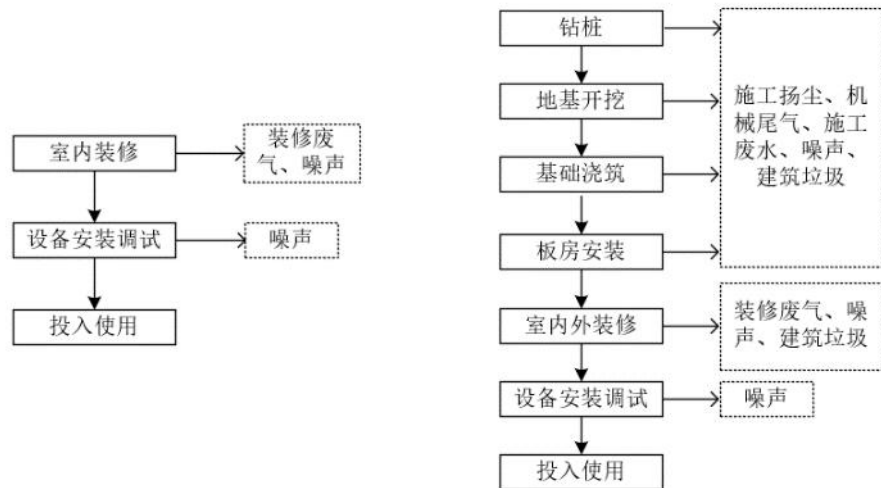 室内装修
装修废
气、噪声
设备安装调试
噪声
投入使用
钻桩
地基开挖
基础浇筑
板房安装
施工扬尘、机
械尾气、施工
废水、噪声、
建筑垃圾
室内外装修
装修废气、噪
声、建筑垃圾
设备安装调试
噪声
投入使用